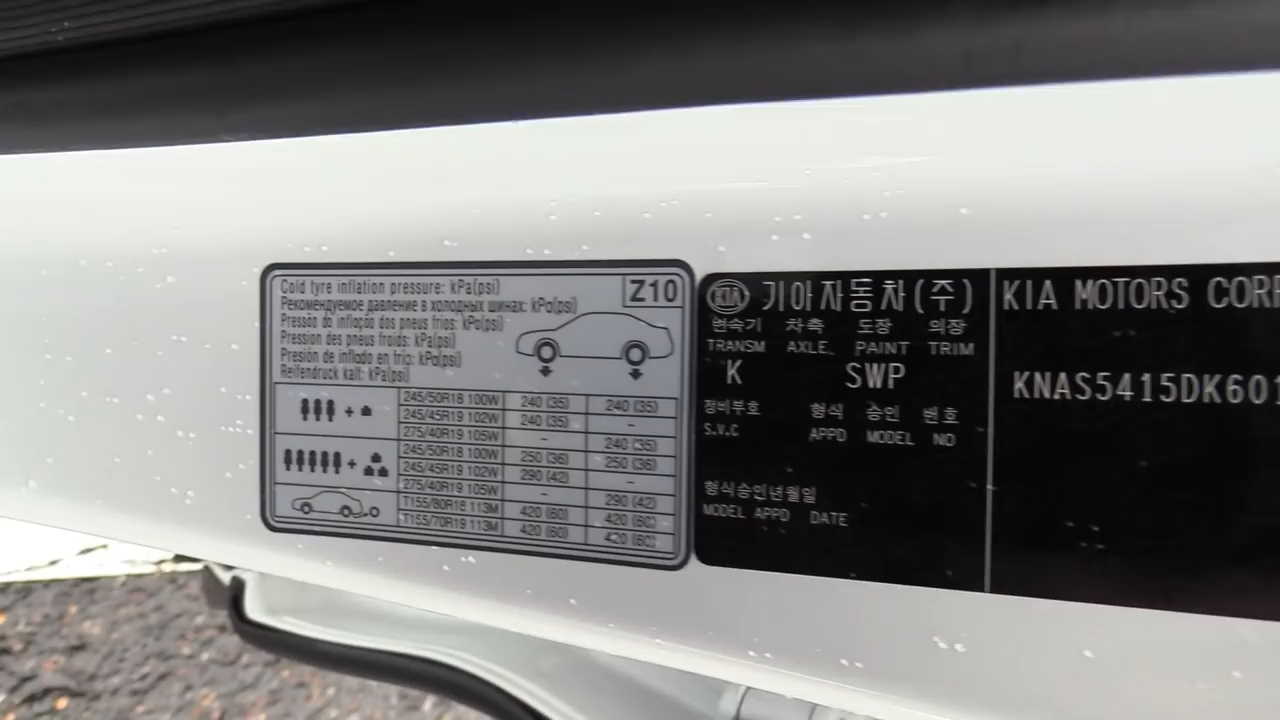 Cold tyre inflation pressure: kPa(psi)
Рекомендуемое давление в холодных шинах: kPa(psi)
Pressão de inflação dos pneus frios: kPa(psi)
Pression des pneus froids: kPa(psi)
Presión de inflado en frío: kPa(psi)
Reifendruck kalt: kPa(psi)
Z10
245/50R18 100W 240 (35) 240 (35)
245/45R19 102W 240 (35) -
275/40R19 105W - 240 (35)
245/50R18 100W 250 (36) 250 (36)
245/45R19 102W 290 (42) -
275/40R19 105W - 290 (42)
T155/80R18 113M 420 (60) 420 (60)
T155/70R19 113M 420 (60) 420 (60)
KIA 기아자동차(주)
변속기 차축 도장 의장
TRANSM AXLE PAINT TRIM
K SWP
정비부호 형식 승인 번호
S.V.C APPD MODEL NO
형식승인년월일
MODEL APPD DATE
KIA MOTORS COR
KNAS5415DK601